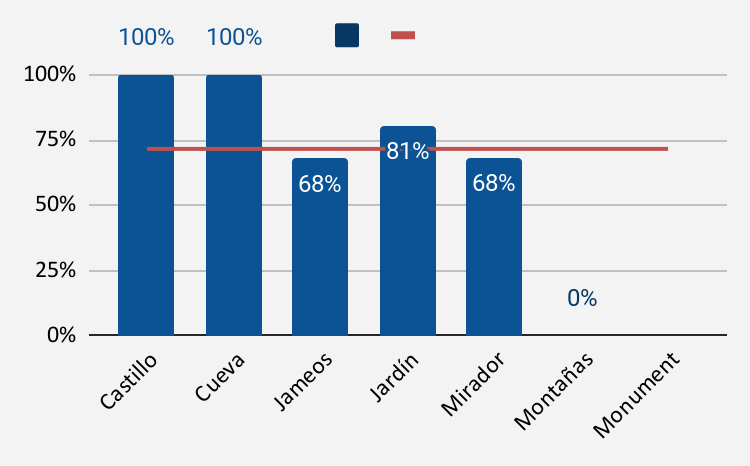 100% 100%
100%
75%
50%
25%
0%
68%
81%
68%
0%
Castillo
Cueva
Jameos
Jardín
Mirador
Montañas
Monument